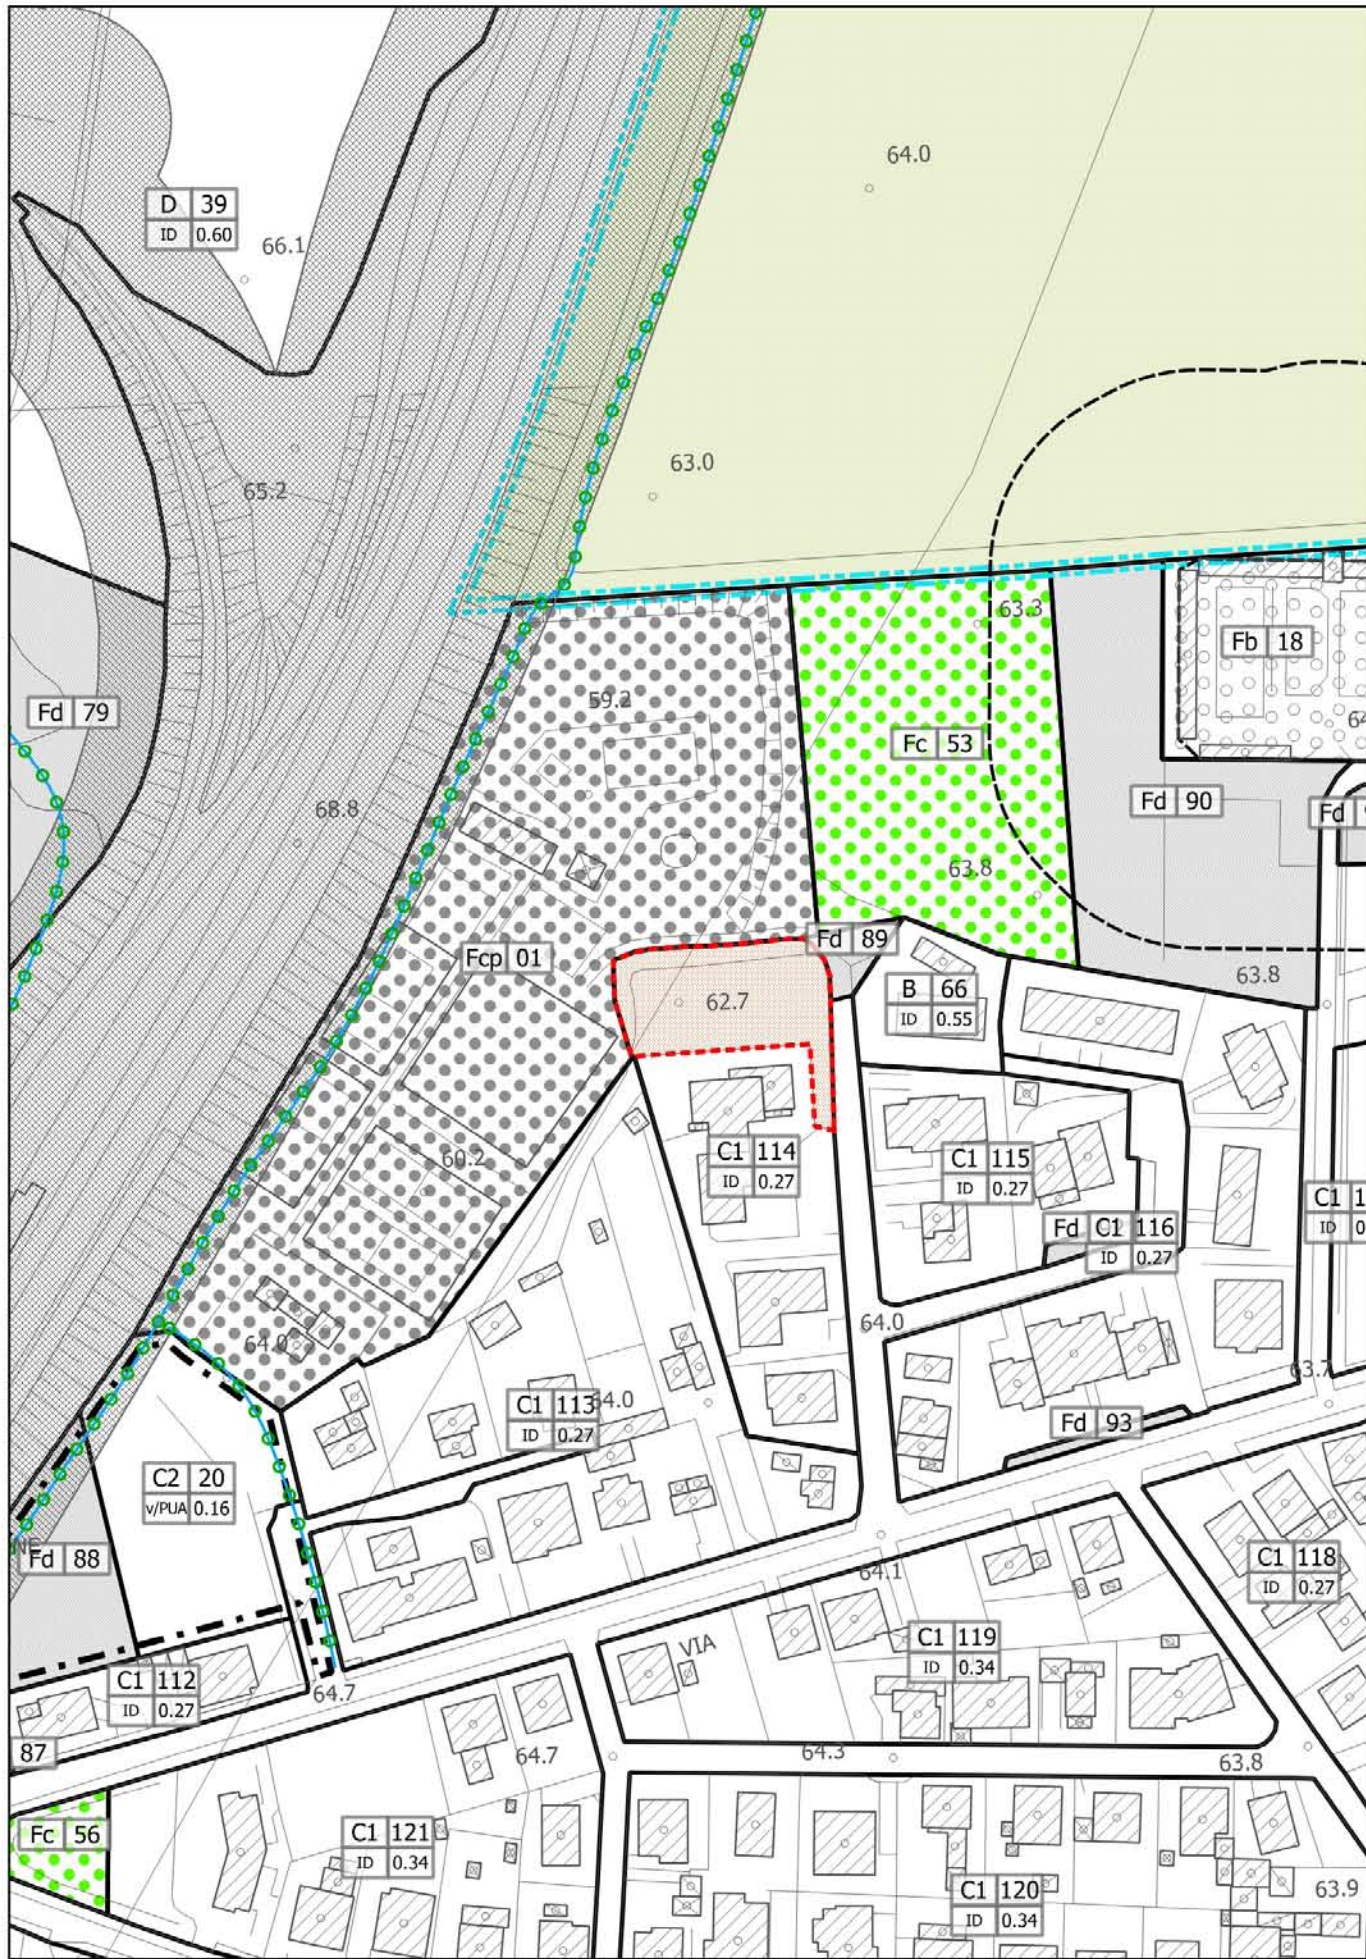 64.0
D 39
ID 0.60
66.1
63.0
65.2
63.3
Fb 18
59.2
Fd 79
Fc 53
Fd 90
Fd
68.8
63.8
Fd 89
Fcp 01
63.8
B 66
ID 0.55
62.7
C1 114
ID 0.27
C1 115
ID 0.27
60.2
C1
ID
Fd C1 116
ID 0.27
64.0
64.0
63.7
C1 113
ID 0.27
64.0
Fd 93
C2 20
v/PUA 0.16
NE
Fd 88
64.1
C1 118
ID 0.27
C1 119
ID 0.34
VIA
C1 112
ID 0.27
64.7
87
64.7
64.3
63.8
Fc 56
C1 121
ID 0.34
C1 120
ID 0.34
63.9